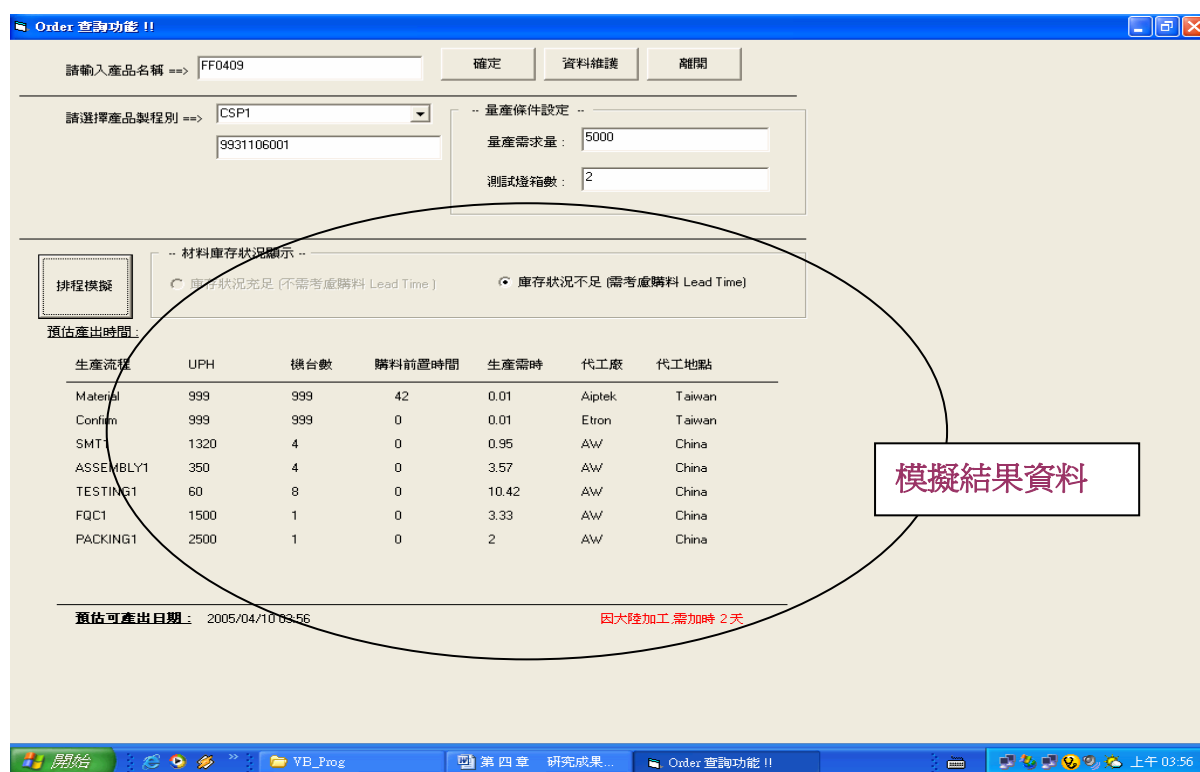 Order 查詢功能 !!
請輸入產品名稱 ==> FF0409 確定 資料維護 離開
請選擇產品製程別 ==> CSP1 -- 量產條件設定 --
9931106001 量產需求量 : 5000
測試燈箱數 : 2
-- 材料庫存狀況顯示 --
排程模擬 庫存狀況充足 (不需考慮購料 Lead Time ) 庫存狀況不足 (需考慮購料 Lead Time)
預估產出時間 :
生產流程 UPH 機台數 購料前置時間 生產需時 代工廠 代工地點
Material 999 999 42 0.01 Aiptek Taiwan
Confirm 999 999 0 0.01 Etron Taiwan
SMT1 1320 4 0 0.95 AW China
ASSEMBLY1 350 4 0 3.57 AW China
TESTING1 60 8 0 10.42 AW China
FQC1 1500 1 0 3.33 AW China
PACKING1 2500 1 0 2 AW China
模擬結果資料
預估可產出日期 : 2005/04/10 03:56 因大陸加工,需加時 2 天
開始 VB_Prog 第 四 章 研究成果... Order 查詢功能 !! 上午 03:56